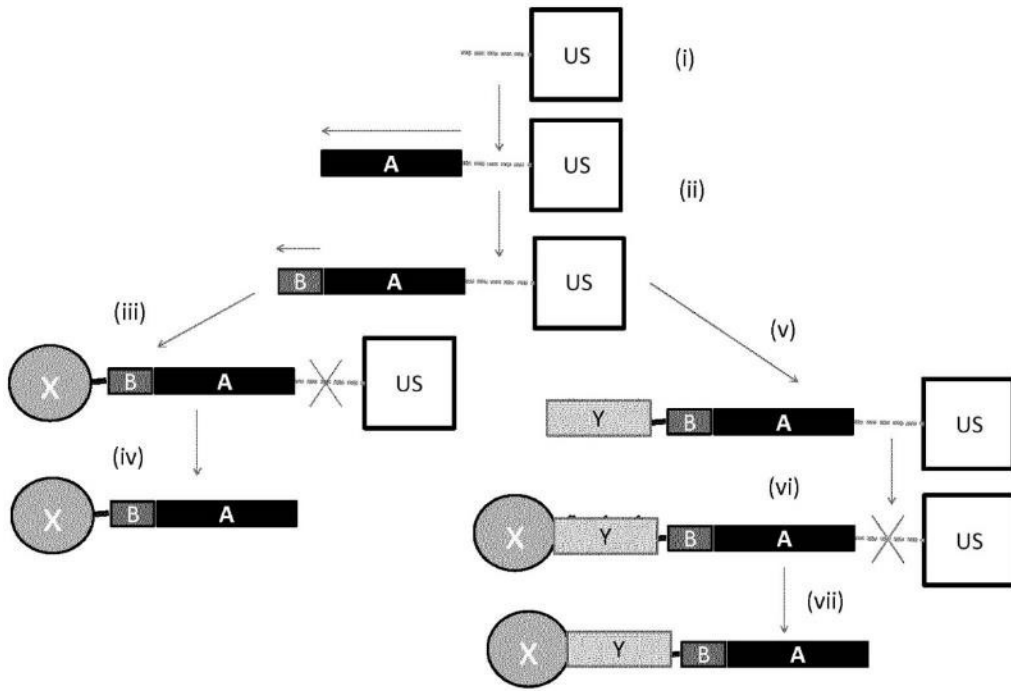 US (i)
A US
(ii)
B A US
(iii) (v)
X B A US
Y B A US
(iv)
X B A
(vi)
X Y B A US
(vii)
X Y B A